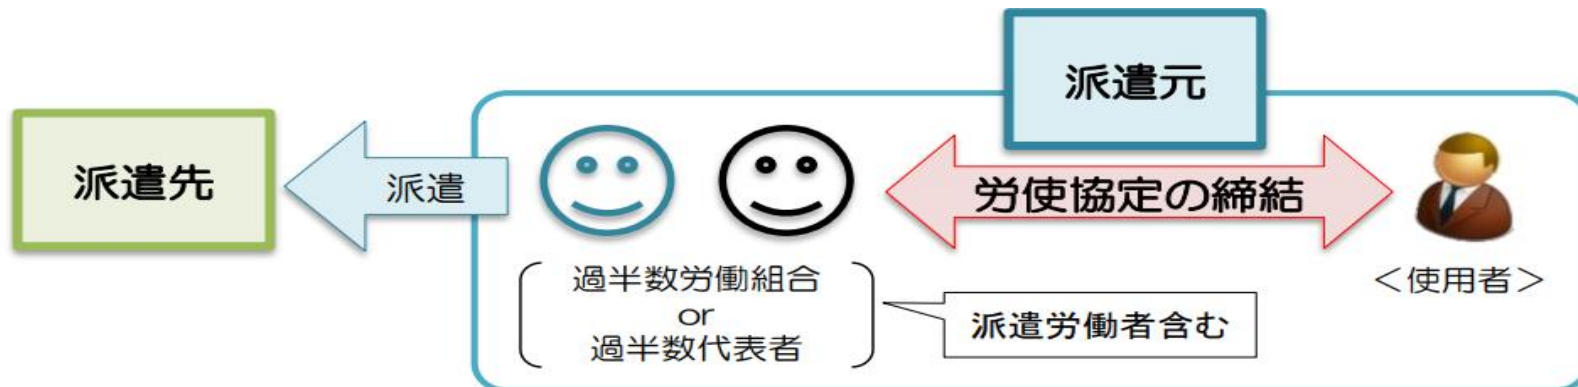 派遣元
派遣先
派遣
労使協定の締結
過半数労働組合
or
過半数代表者
派遣労働者含む
＜使用者＞